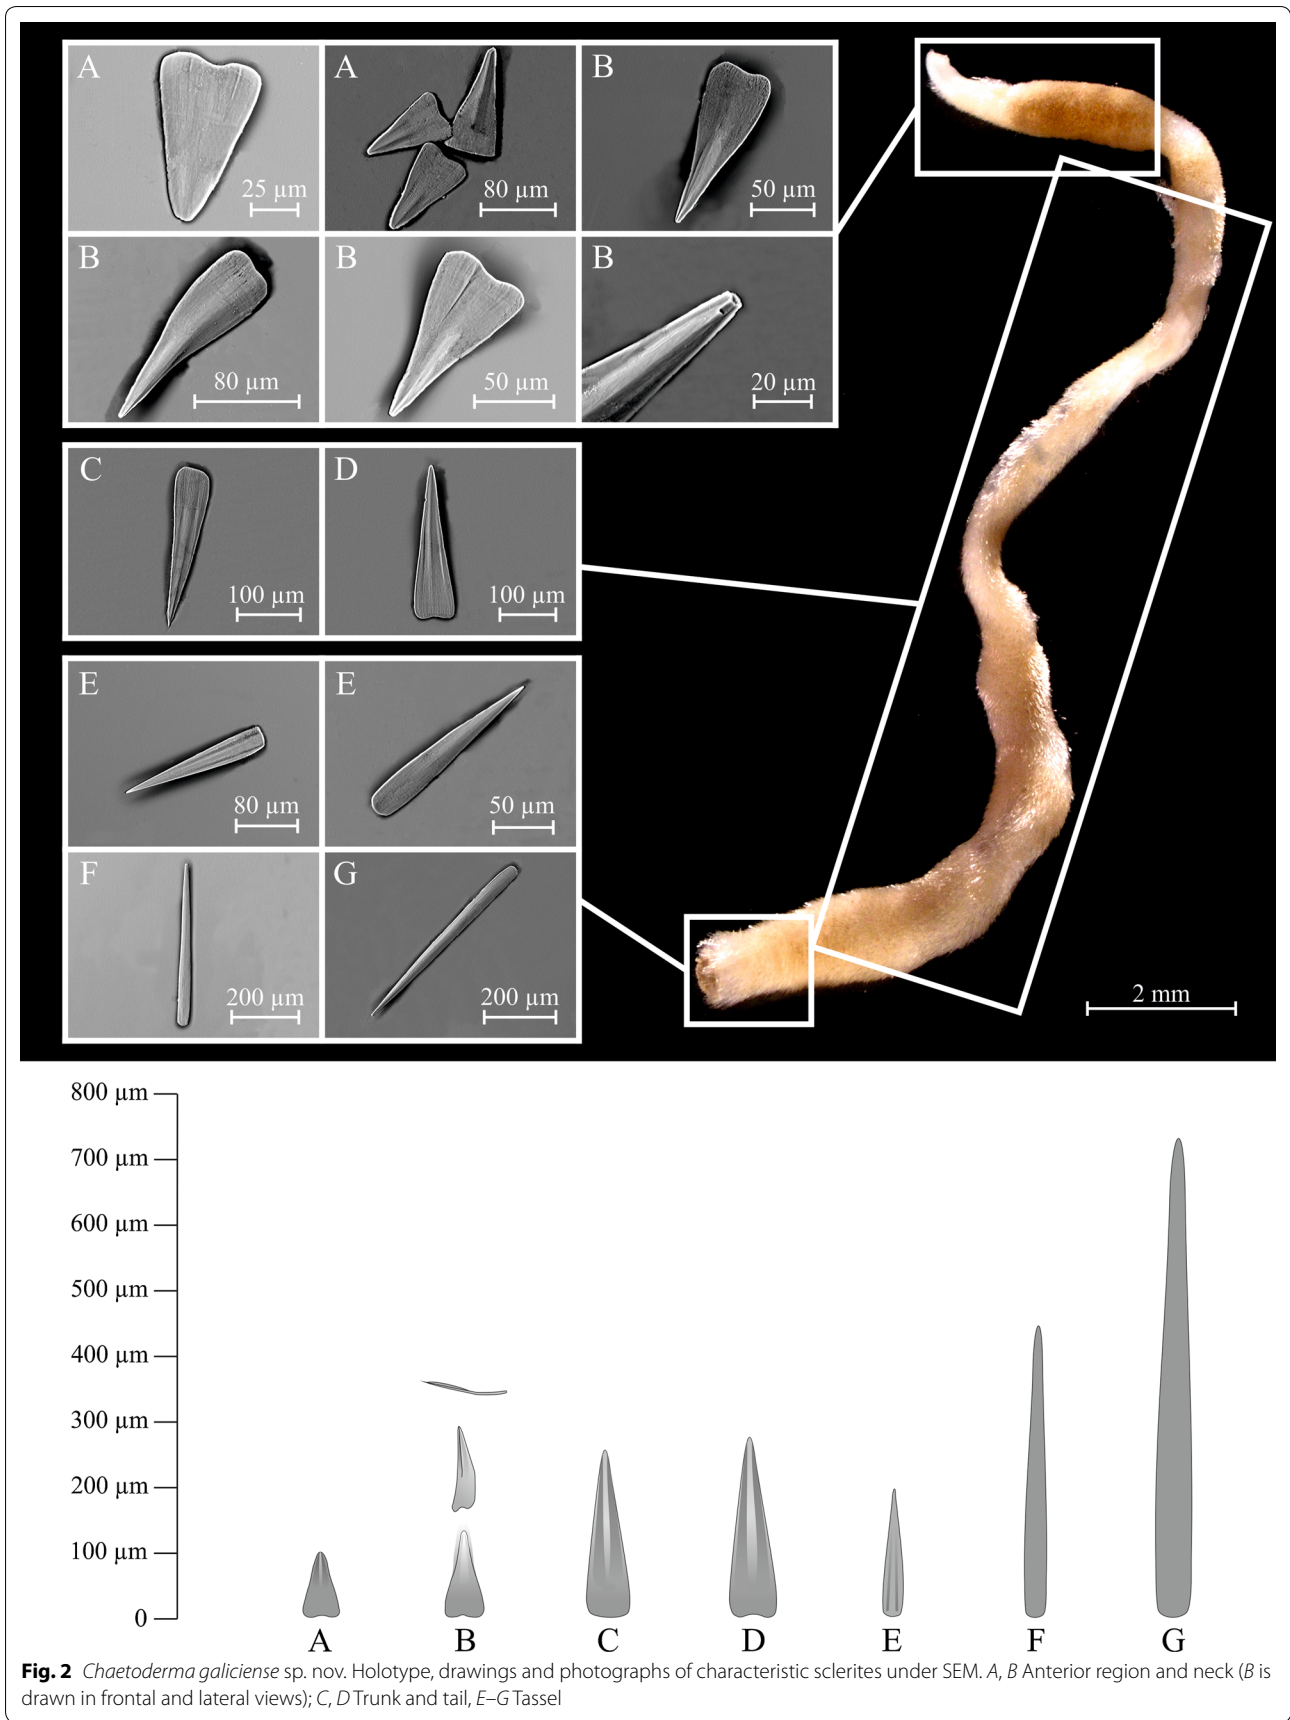 A
25 µm
A
80 µm
B
50 µm
B
80 µm
B
50 µm
B
20 µm
C
100 µm
D
100 µm
E
80 µm
E
50 µm
F
200 µm
G
200 µm
2 mm
800 µm
700 µm
600 µm
500 µm
400 µm
300 µm
200 µm
100 µm
0
A B C D E F G
Fig. 2 Chaetoderma galiciense sp. nov. Holotype, drawings and photographs of characteristic sclerites under SEM. A, B Anterior region and neck (B is
drawn in frontal and lateral views); C, D Trunk and tail, E–G Tassel